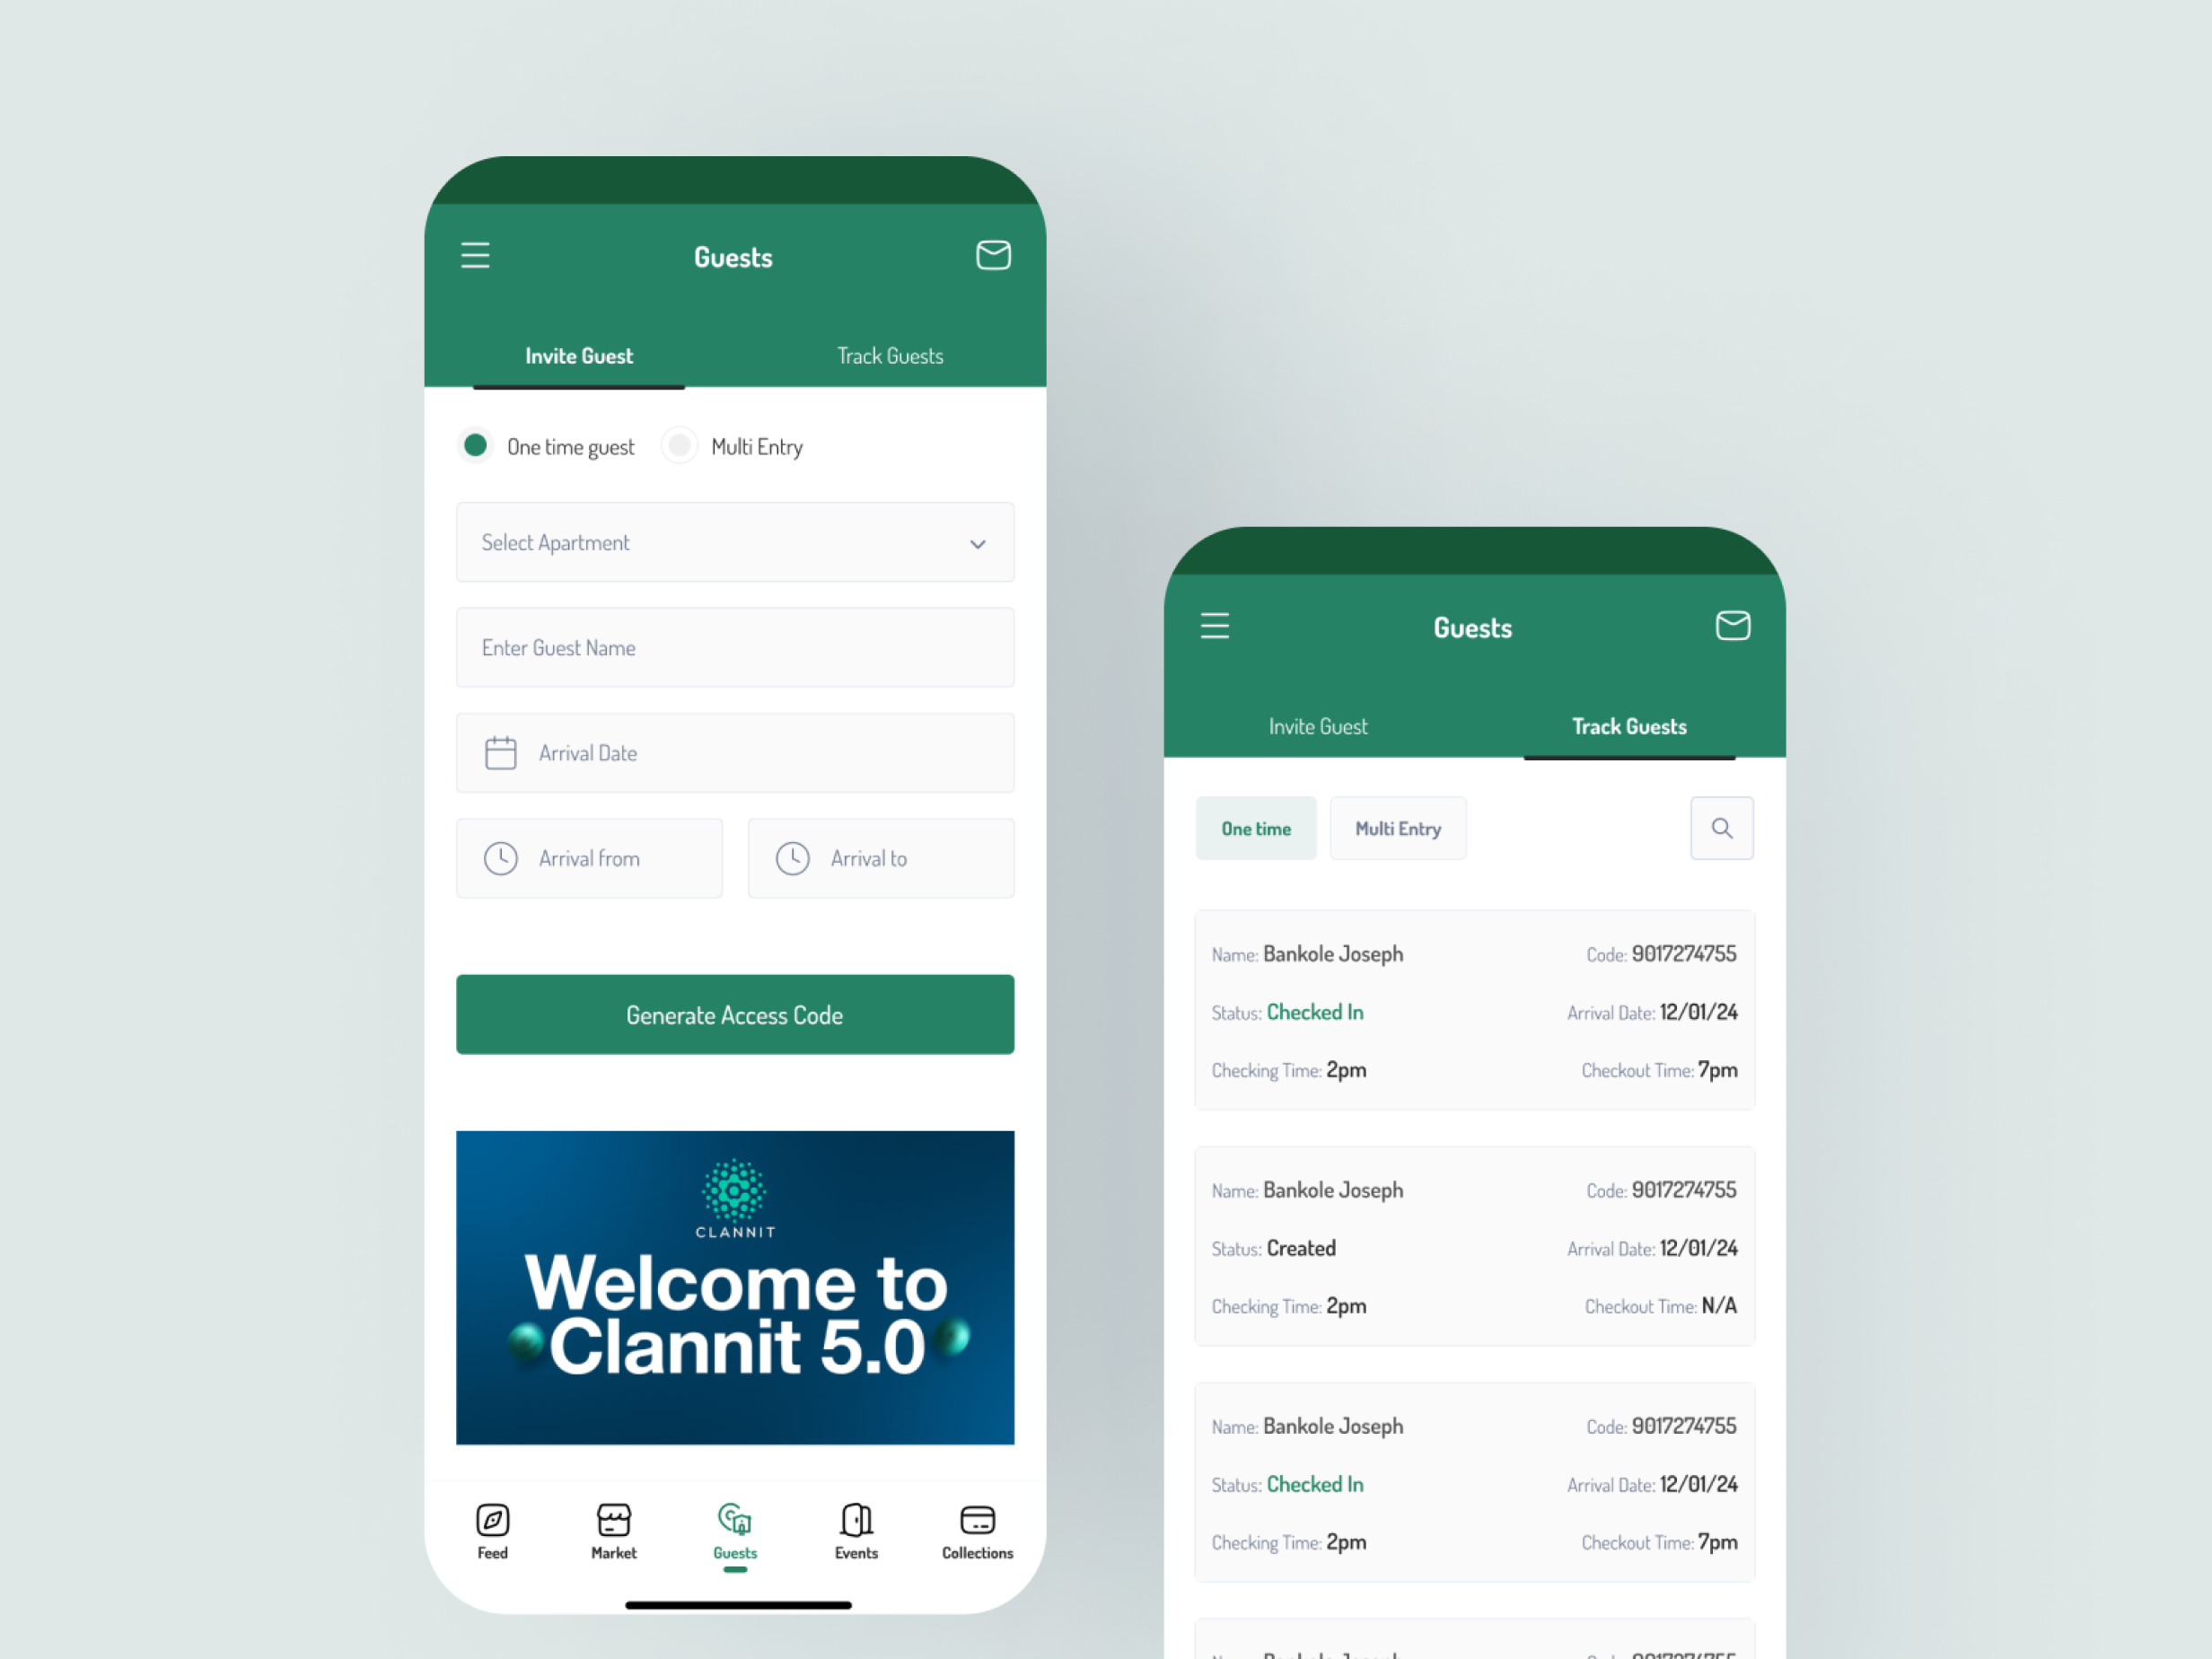 Guests
Invite Guest Track Guests
One time guest Multi Entry
Select Apartment
Enter Guest Name
Arrival Date
Arrival from Arrival to
Generate Access Code
CLANNIT
Welcome to
Clannit 5.0
Feed Market Guests Events Collections
Guests
Invite Guest Track Guests
One time Multi Entry
Name: Bankole Joseph Code: 9017274755
Status: Checked In Arrival Date: 12/01/24
Checking Time: 2pm Checkout Time: 7pm
Name: Bankole Joseph Code: 9017274755
Status: Created Arrival Date: 12/01/24
Checking Time: 2pm Checkout Time: N/A
Name: Bankole Joseph Code: 9017274755
Status: Checked In Arrival Date: 12/01/24
Checking Time: 2pm Checkout Time: 7pm